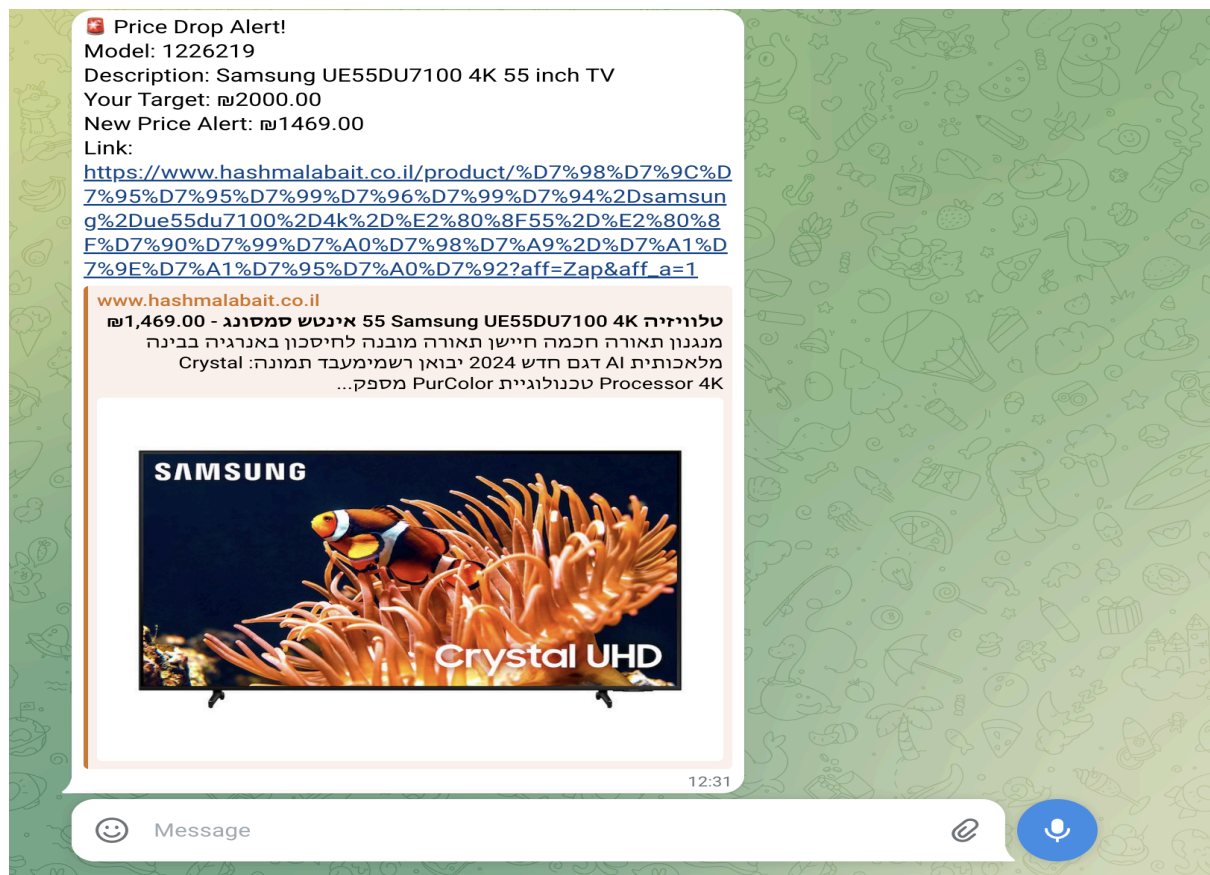 🚨 Price Drop Alert!
Model: 1226219
Description: Samsung UE55DU7100 4K 55 inch TV
Your Target: ₪2000.00
New Price Alert: ₪1469.00
Link:
https://www.hashmalabait.co.il/product/%D7%98%D7%9C%D
7%95%D7%95%D7%99%D7%96%D7%99%D7%94%2Dsamsun
g%2Due55du7100%2D4k%2D%E2%80%8F55%2D%E2%80%8
F%D7%90%D7%99%D7%A0%D7%98%D7%A9%2D%D7%A1%D
7%9E%D7%A1%D7%95%D7%A0%D7%92?aff=Zap&aff_a=1
www.hashmalabait.co.il
טלוויזיה Samsung UE55DU7100 4K ‏55 ‏אינטש סמסונג - 1,469.00₪
מנגנון תאורה חכמה חיישן תאורה מובנה לחיסכון באנרגיה בבינה
מלאכותית AI דגם חדש 2024 יבואן רשמימעבד תמונה: Crystal
Processor 4K טכנולוגיית PurColor מספק...
SAMSUNG
Crystal UHD
12:31
Message